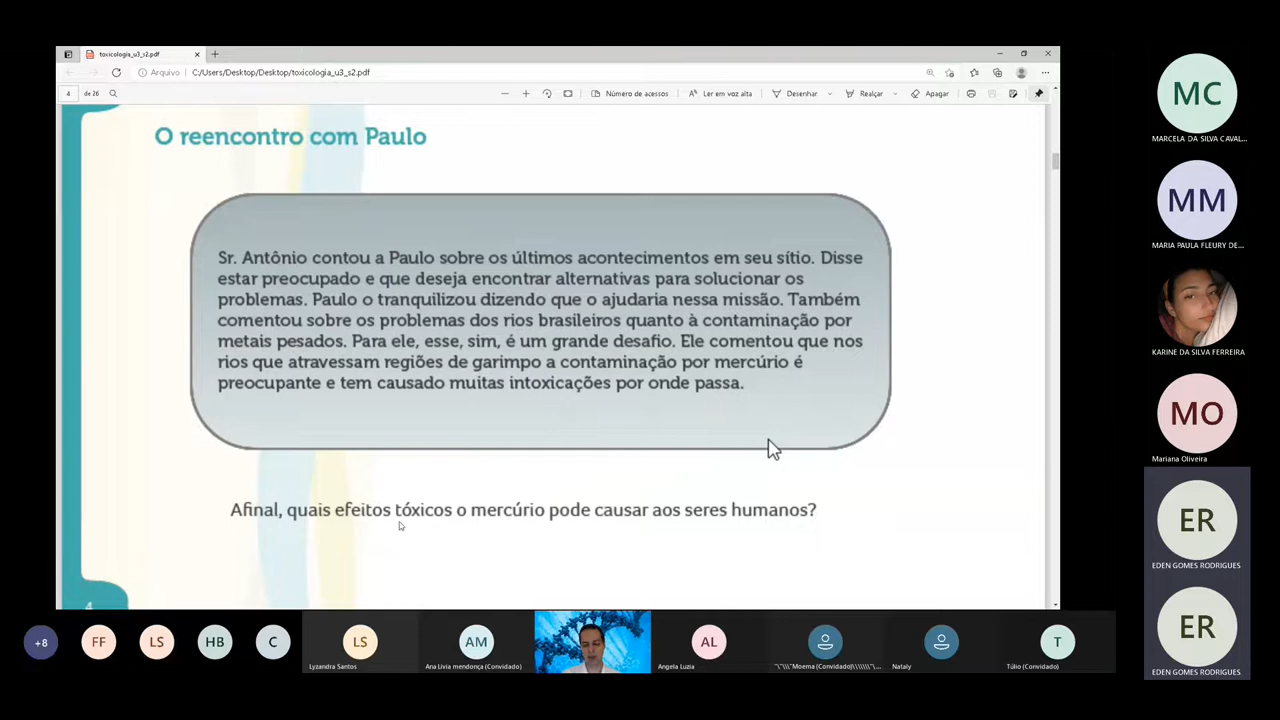 toxicologia_u3_s2.pdf
Arquivo
C:/Users/Desktop/Desktop/toxicologia_u3_s2.pdf
4
de 26
Número de acessos
Ler em voz alta
Desenhar
Realçar
Apagar
O reencontro com Paulo
Sr. Antônio contou a Paulo sobre os últimos acontecimentos em seu sítio. Disse
estar preocupado e que deseja encontrar alternativas para solucionar os
problemas. Paulo o tranquilizou dizendo que o ajudaria nessa missão. Também
comentou sobre os problemas dos rios brasileiros quanto à contaminação por
metais pesados. Para ele, esse, sim, é um grande desafio. Ele comentou que nos
rios que atravessam regiões de garimpo a contaminação por mercúrio é
preocupante e tem causado muitas intoxicações por onde passa.
Afinal, quais efeitos tóxicos o mercúrio pode causar aos seres humanos?
4
MC
MARCELA DA SILVA CAVAL...
MM
MARIA PAULA FLEURY DE...
KARINE DA SILVA FERREIRA
MO
Mariana Oliveira
ER
EDEN GOMES RODRIGUES
ER
EDEN GOMES RODRIGUES
+8
FF
LS
HB
C
LS
Lyzandra Santos
AM
Ana Livia mendonça (Convidado)
AL
Angela Luzia
"\"\\\"Moema (Convidado)\\\\\\\"\...
Nataly
T
Túlio (Convidado)